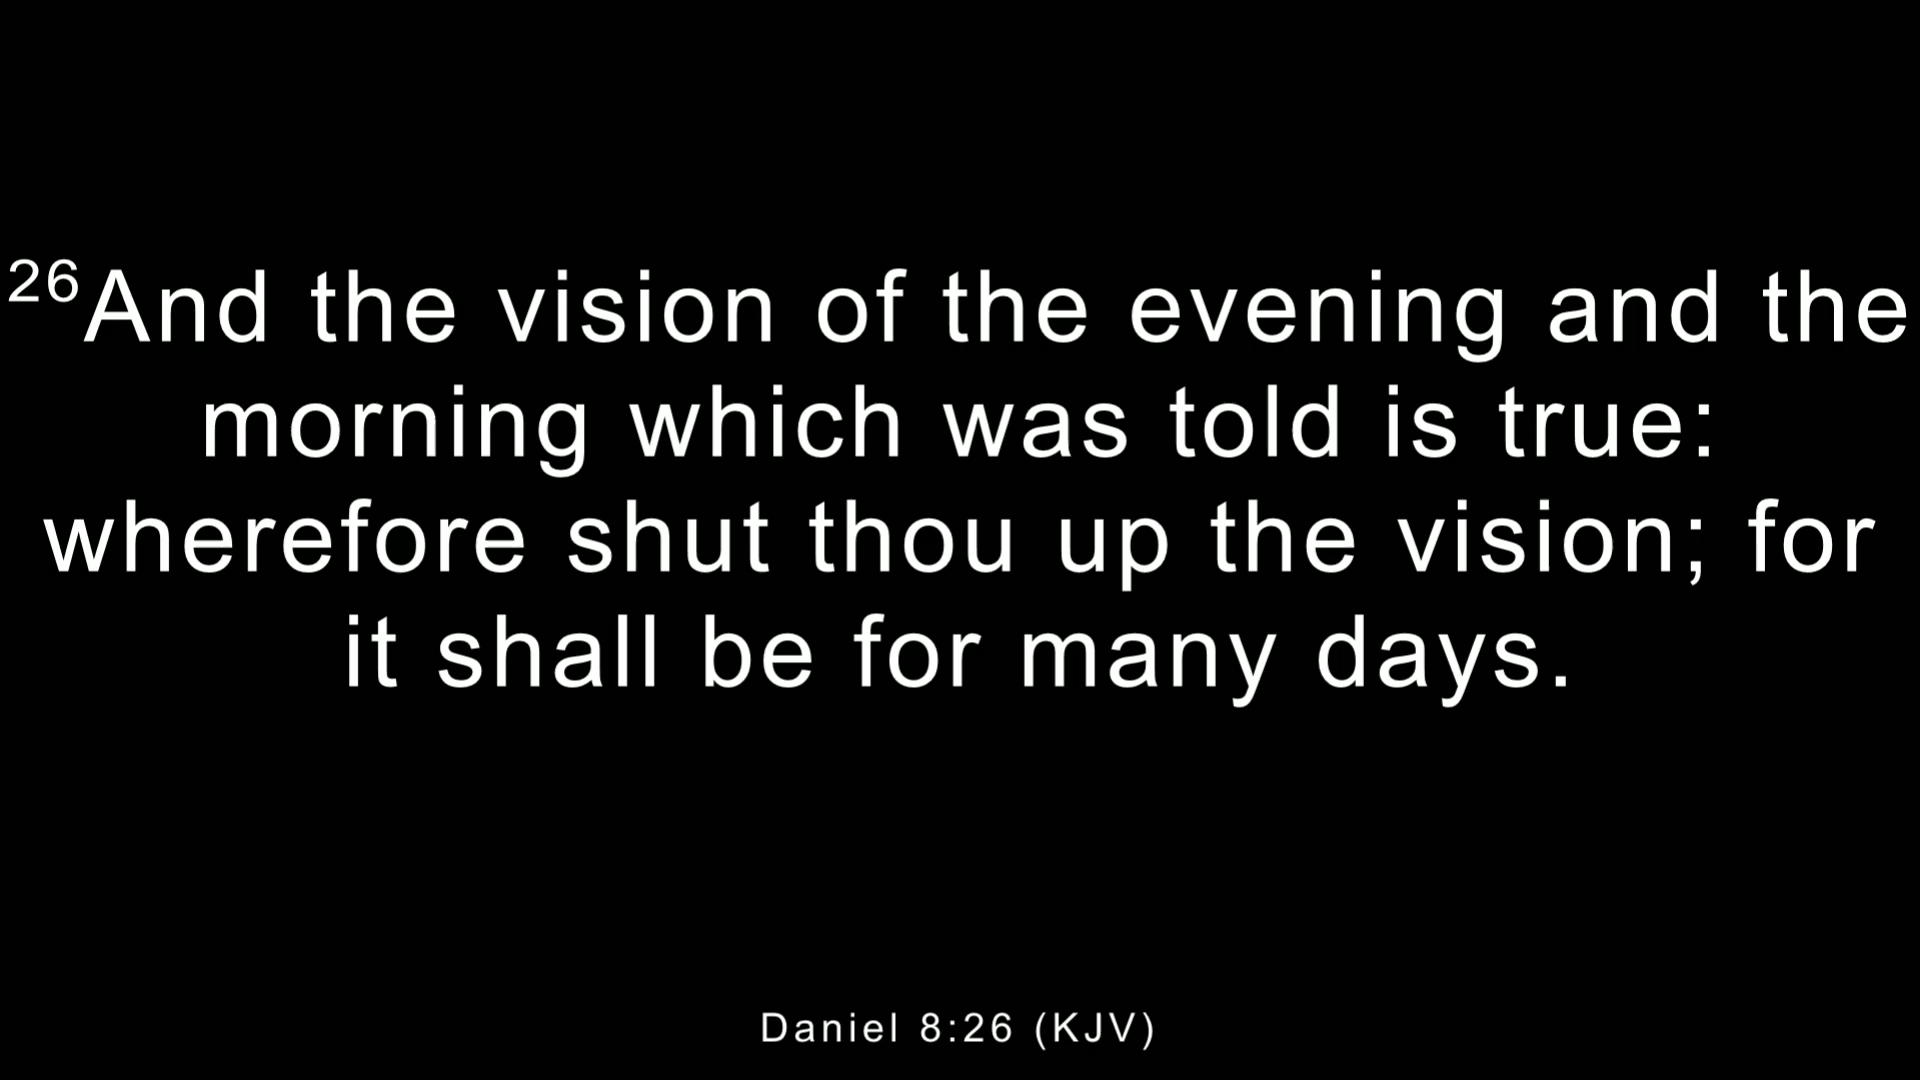 26And the vision of the evening and the
morning which was told is true:
wherefore shut thou up the vision; for
it shall be for many days.
Daniel 8:26 (KJV)